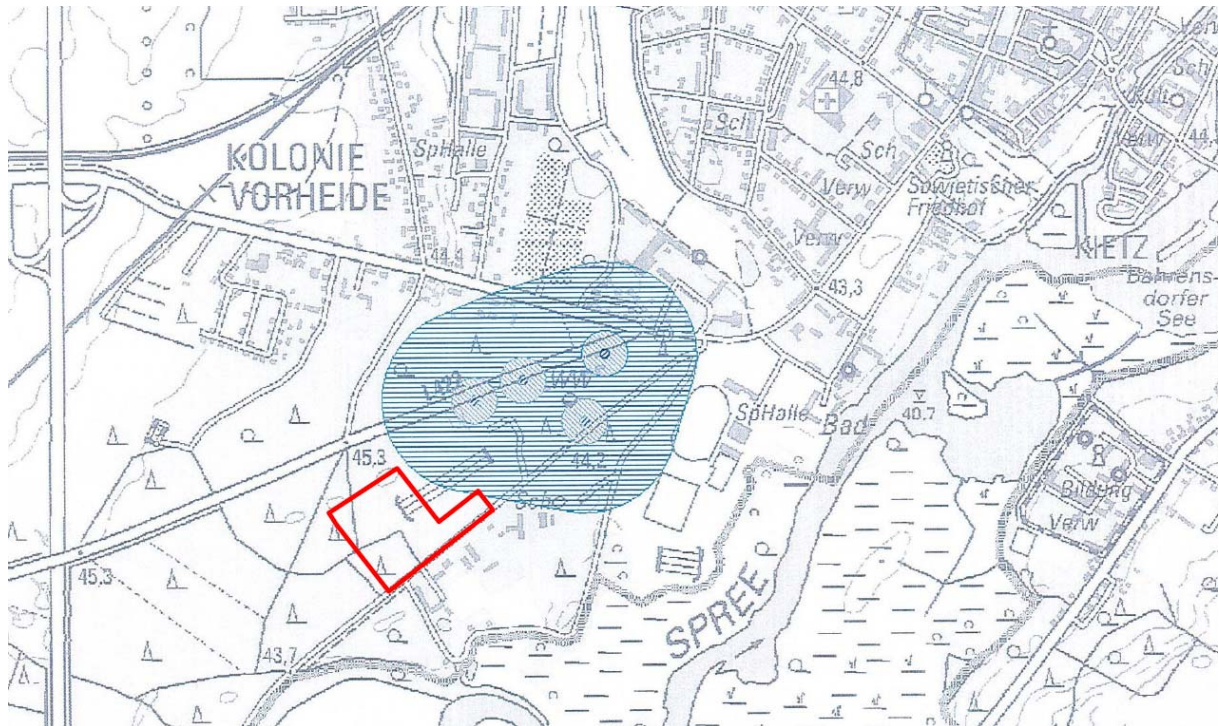 44,8
Sch
SpHalle
KOLONIE
VORHEIDE
Sch
Verw
Sowjetischer
Friedhof
Verw
KIETZ
Bahrens-
dorfer
See
44,1
43,3
WW
SpHalle
Bad
40.7
45,3
44,2
Scho
Bildung
Verw
45,3
SPREE
43,7